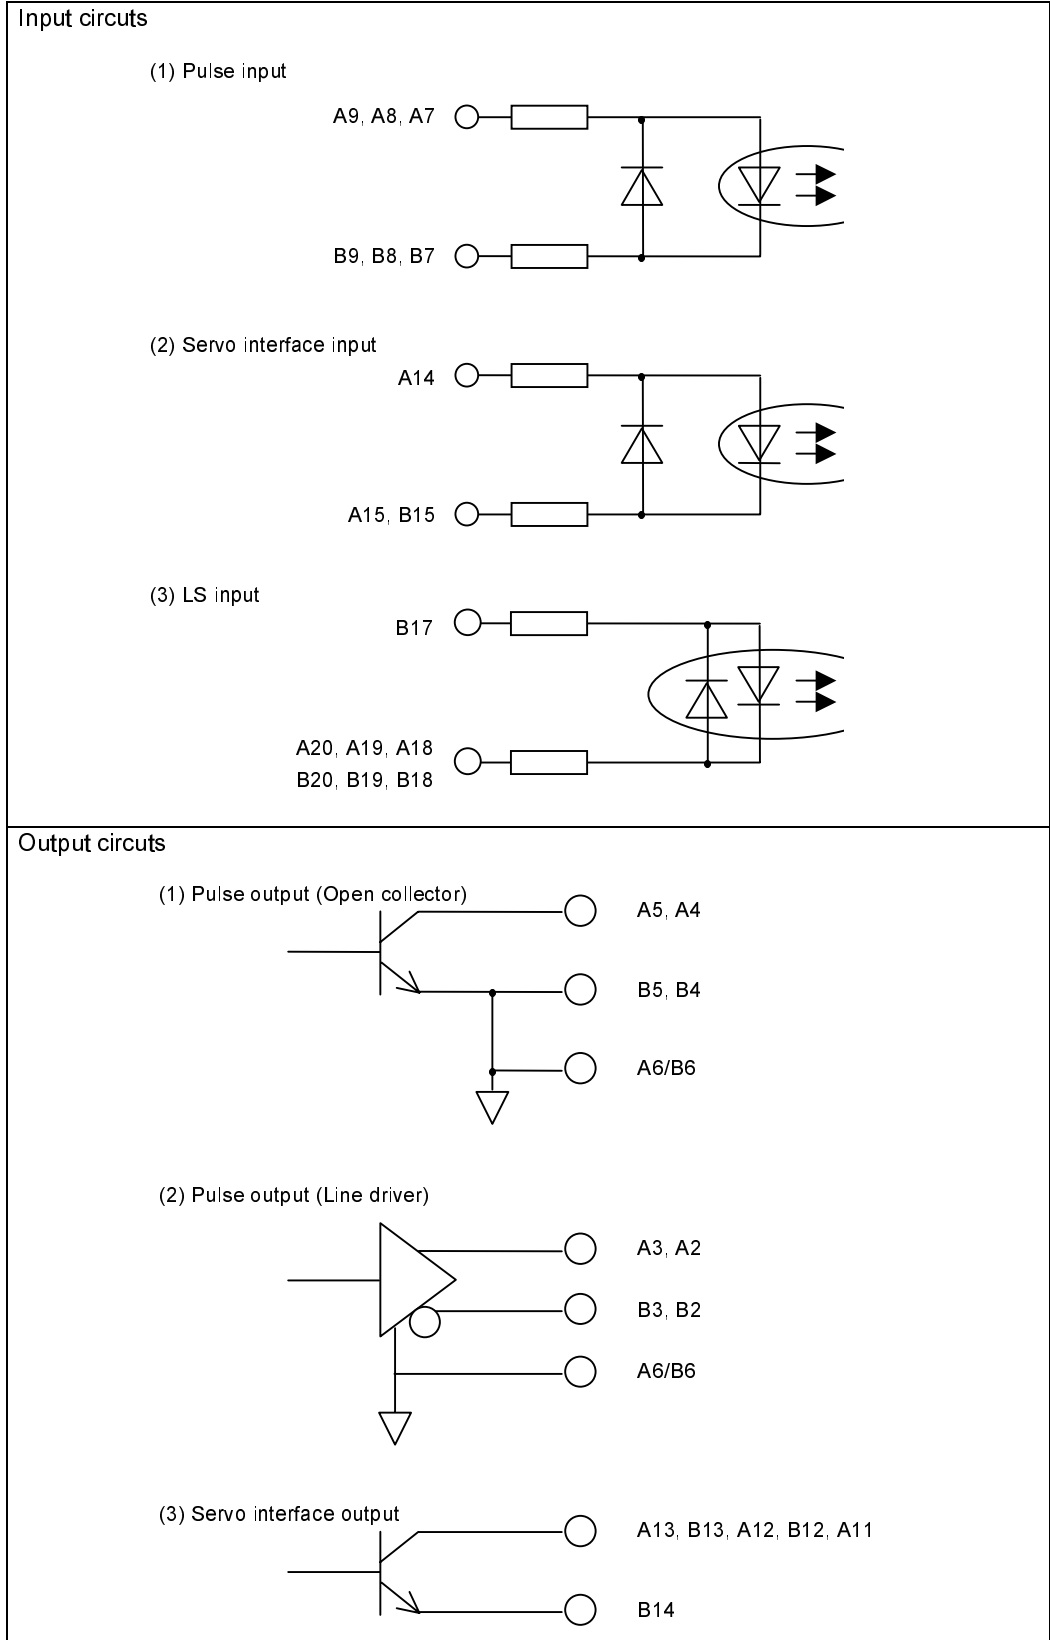 Input circuts
(1) Pulse input
A9, A8, A7
B9, B8, B7
(2) Servo interface input
A14
A15, B15
(3) LS input
B17
A20, A19, A18
B20, B19, B18
Output circuts
(1) Pulse output (Open collector)
A5, A4
B5, B4
A6/B6
(2) Pulse output (Line driver)
A3, A2
B3, B2
A6/B6
(3) Servo interface output
A13, B13, A12, B12, A11
B14